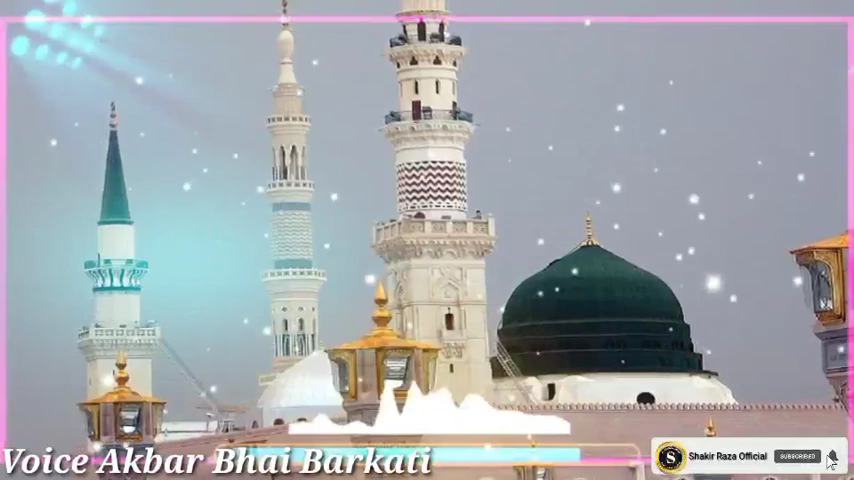 Voice Akbar Bhai Barkati
S
Shakir Raza Official
SUBSCRIBED